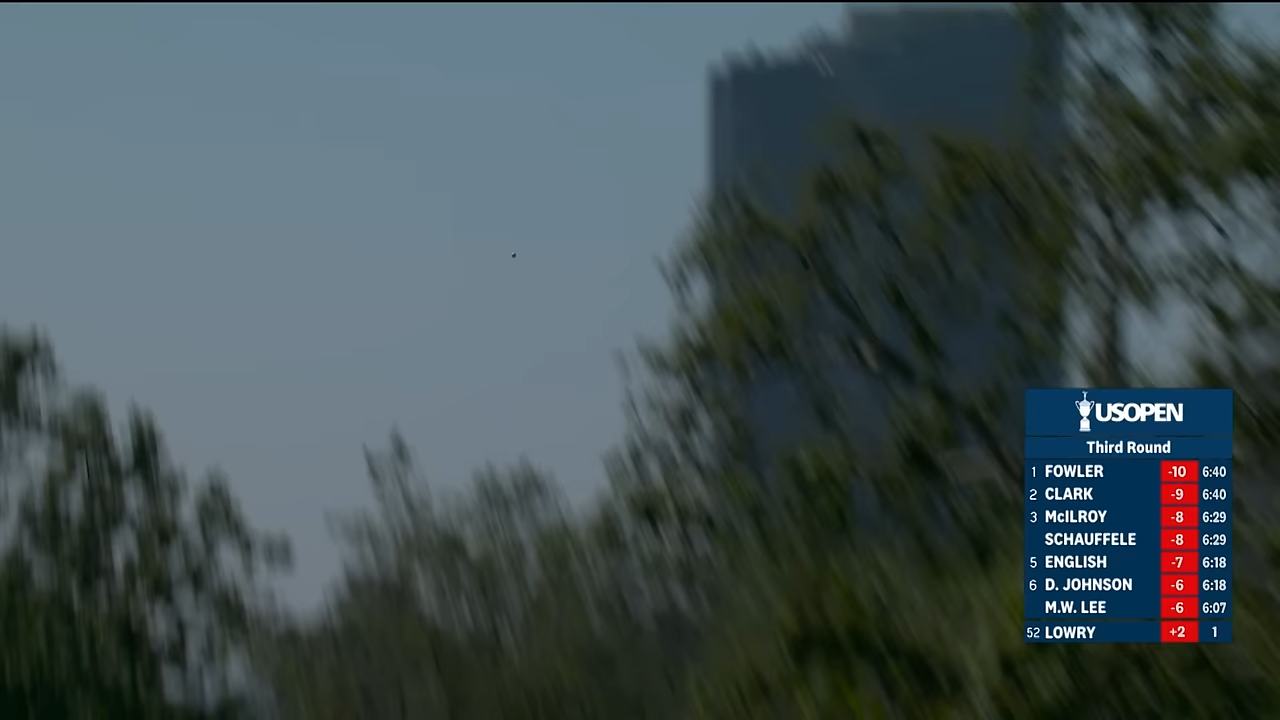 USOPEN
Third Round
1 FOWLER -10 6:40
2 CLARK -9 6:40
3 McILROY -8 6:29
SCHAUFFELE -8 6:29
5 ENGLISH -7 6:18
6 D. JOHNSON -6 6:18
M.W. LEE -6 6:07
52 LOWRY +2 1